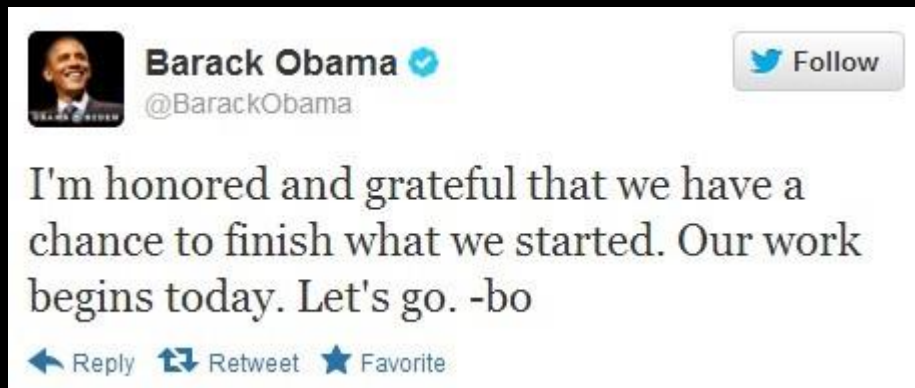 Barack Obama
@BarackObama
Follow
I'm honored and grateful that we have a
chance to finish what we started. Our work
begins today. Let's go. -bo
Reply Retweet Favorite